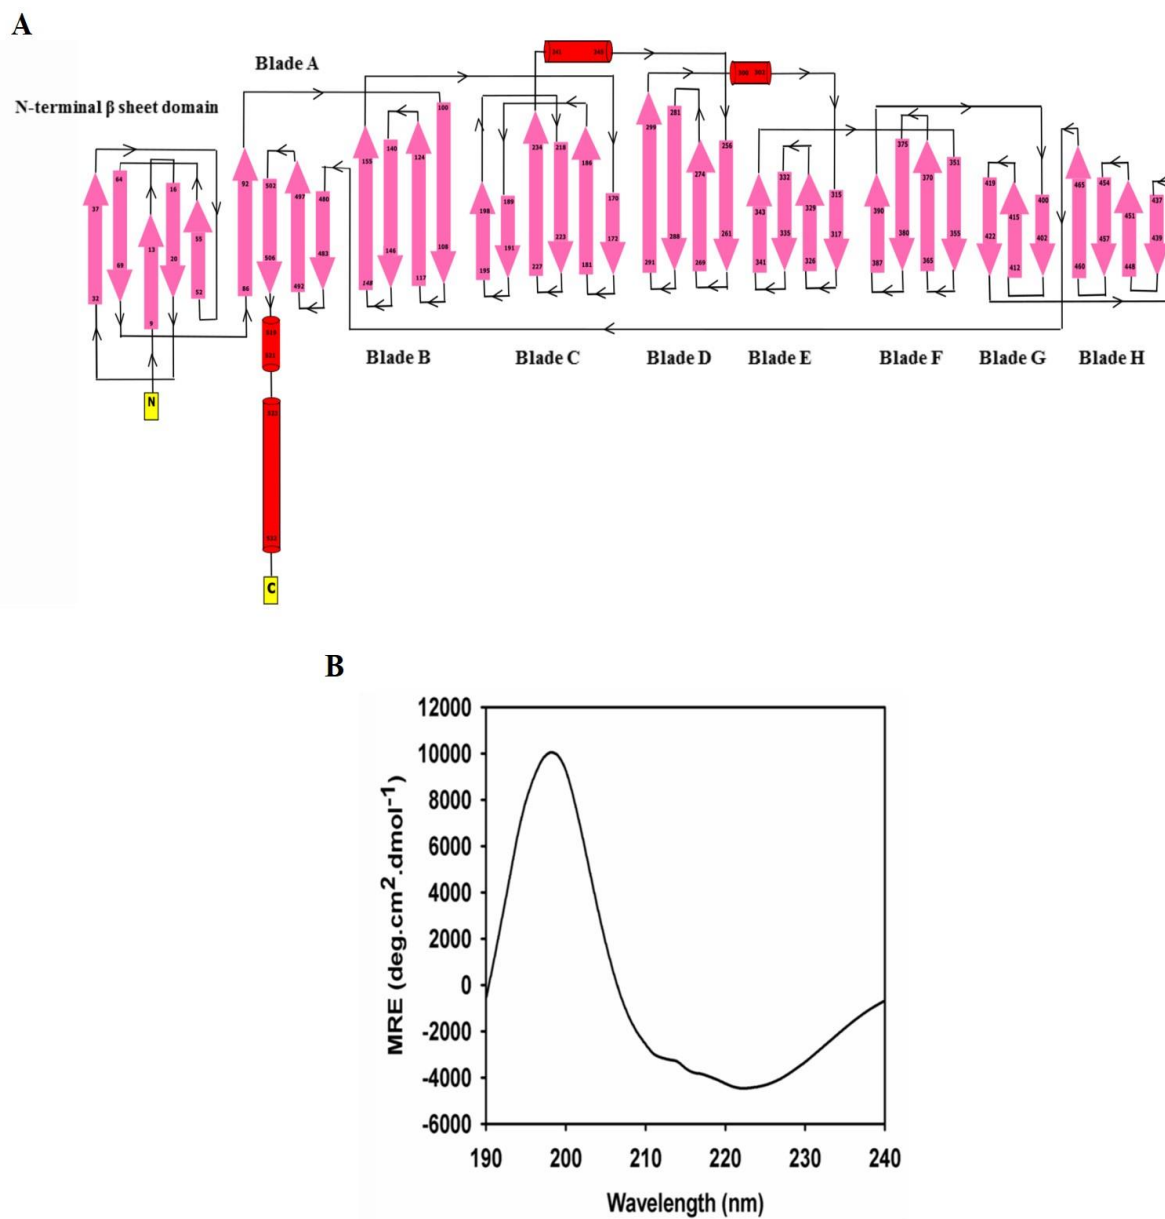 A
Blade A
N-terminal β sheet domain
37 64 16 55 92 502 497 480 155 140 124 100 198 189 234 218 186 170 299 281 274 256 343 332 329 315 390 375 370 351 419 415 400 465 454 451 437
32 69 13 20 52 86 506 492 483 148 146 117 108 195 191 227 223 181 172 291 288 269 261 341 335 326 317 387 380 365 355 422 412 402 460 457 448 439
9
Blade B Blade C Blade D Blade E Blade F Blade G Blade H
N
C
B
12000
10000
8000
6000
4000
2000
0
-2000
-4000
-6000
MRE (deg.cm².dmol⁻¹)
190 200 210 220 230 240
Wavelength (nm)